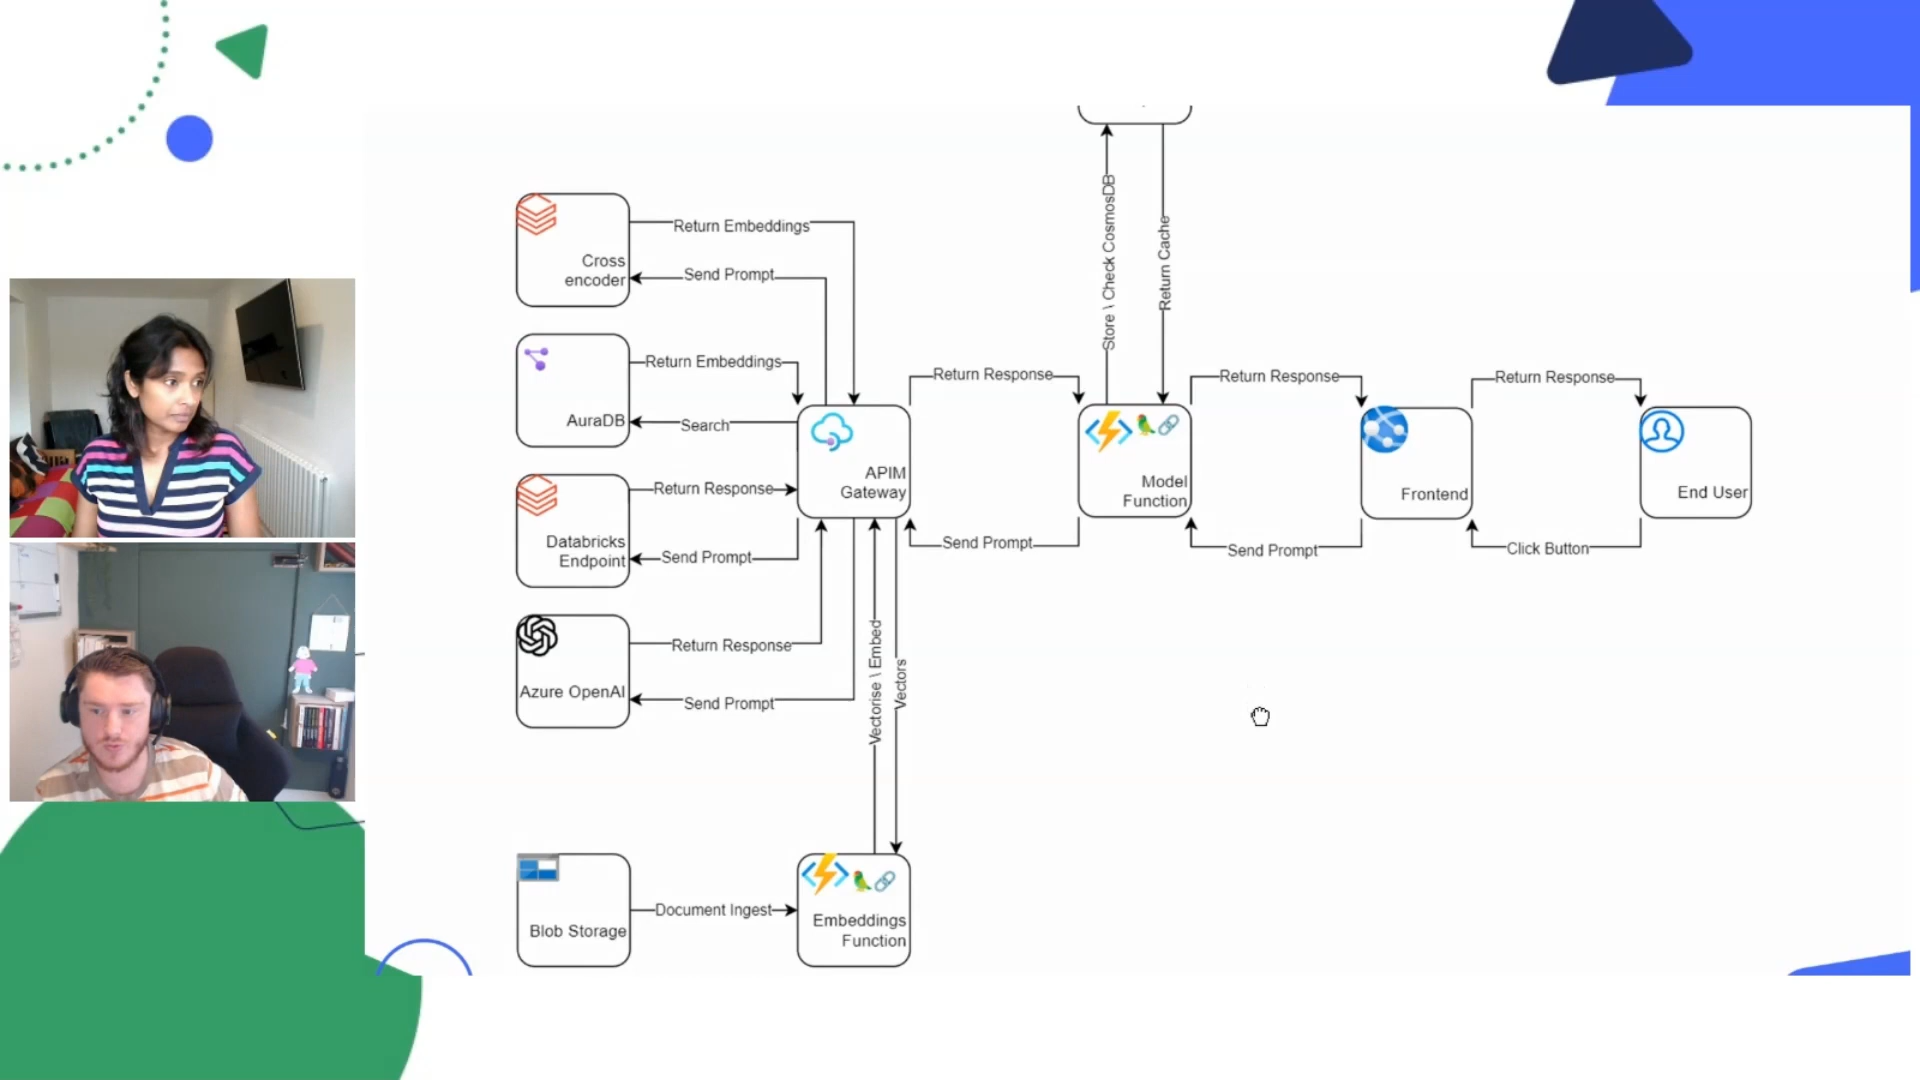 Store \ Check CosmosDB
Return Cache
Return Embeddings
Cross
encoder
Send Prompt
Return Embeddings
AuraDB
Search
Return Response
Databricks
Endpoint
Send Prompt
Return Response
Azure OpenAI
Send Prompt
APIM
Gateway
Return Response
Send Prompt
Model
Function
Return Response
Send Prompt
Frontend
Return Response
Click Button
End User
Vectorise \ Embed
Vectors
Blob Storage
Document Ingest
Embeddings
Function